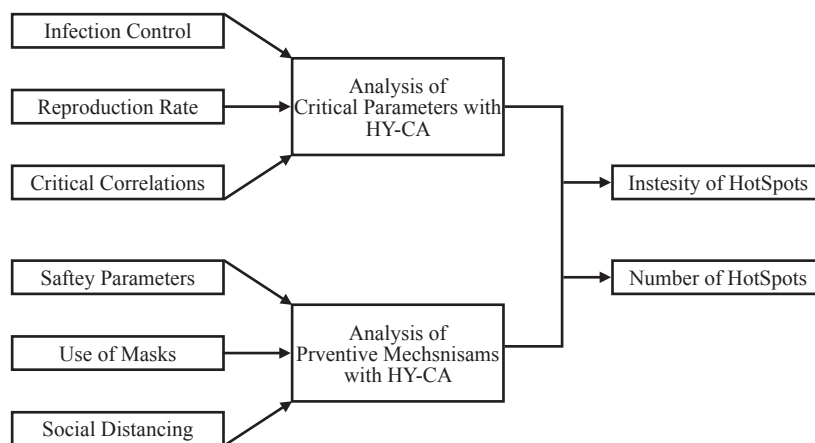 Infection Control
Reproduction Rate
Critical Correlations
Analysis of
Critical Parameters with
HY-CA
Saftey Parameters
Use of Masks
Social Distancing
Analysis of
Prventive Mechsnisams
with HY-CA
Instesity of HotSpots
Number of HotSpots